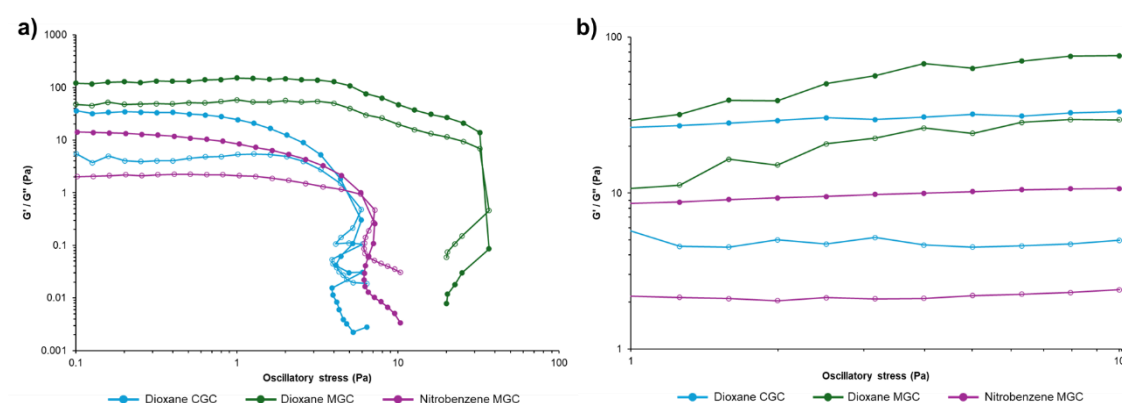 a)
1000
100
10
1
0.1
0.01
0.001
G' / G" (Pa)
0.1
1
10
100
Oscillatory stress (Pa)
Dioxane CGC
Dioxane MGC
Nitrobenzene MGC
b)
100
10
1
G' / G" (Pa)
1
10
Oscillatory stress (Pa)
Dioxane CGC
Dioxane MGC
Nitrobenzene MGC